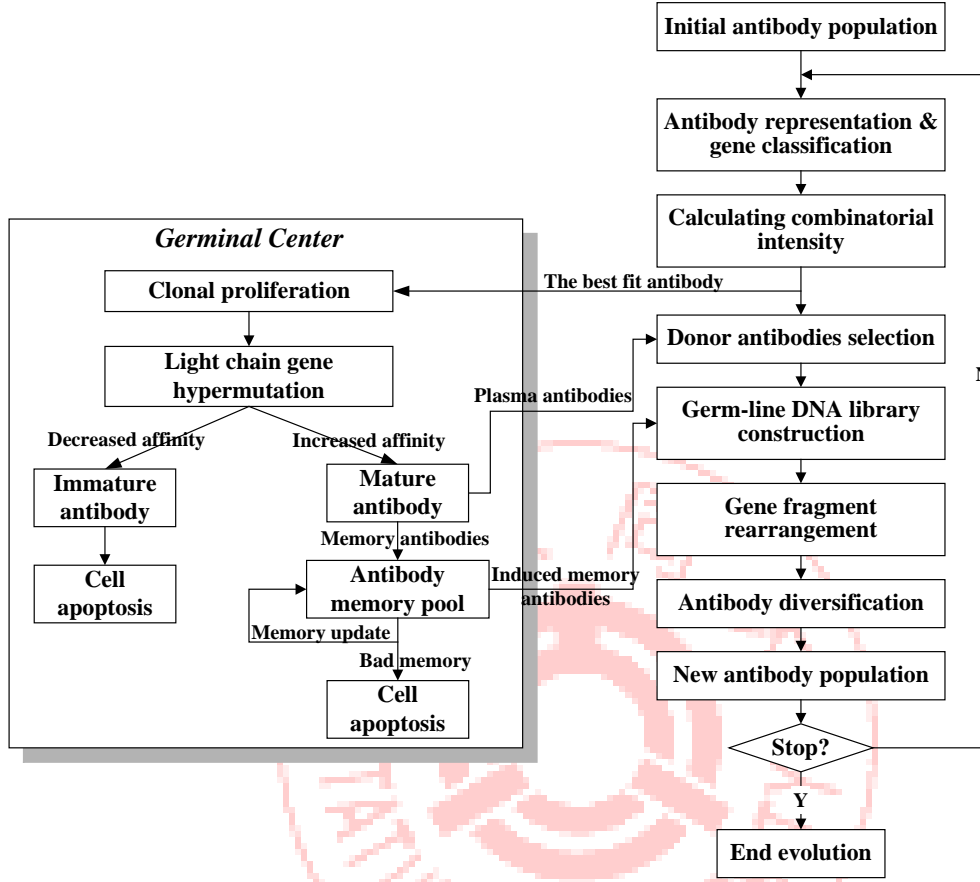 Initial antibody population
Antibody representation &
gene classification
Calculating combinatorial
intensity
Germinal Center
The best fit antibody
Clonal proliferation
Donor antibodies selection
Light chain gene
hypermutation
Plasma antibodies
N
Germ-line DNA library
construction
Decreased affinity
Increased affinity
Immature
antibody
Mature
antibody
Gene fragment
rearrangement
Memory antibodies
Cell
apoptosis
Antibody
memory pool
Induced memory
antibodies
Antibody diversification
Memory update
Bad memory
New antibody population
Cell
apoptosis
Stop?
Y
End evolution